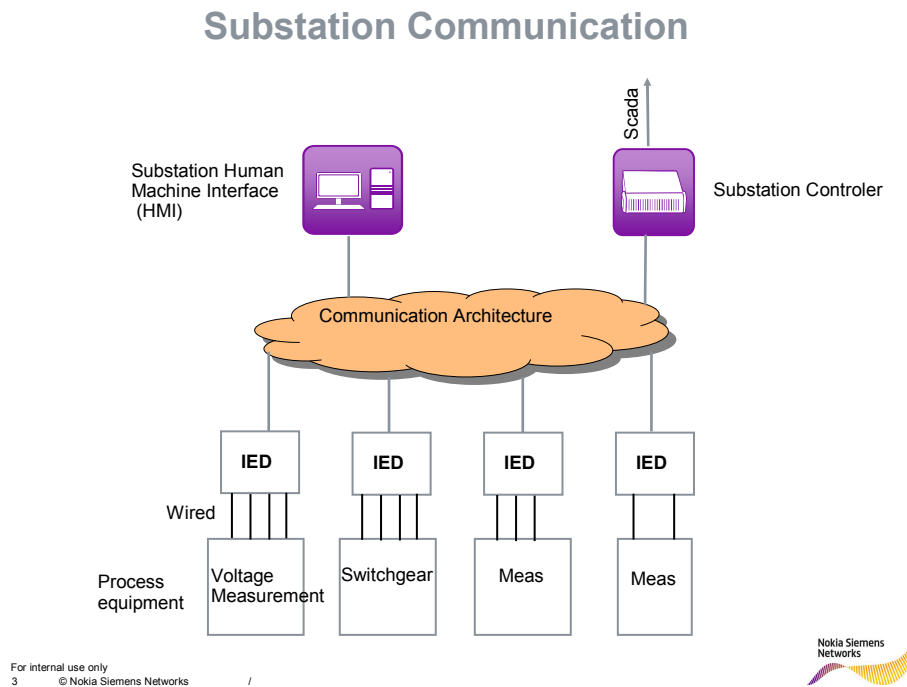 Substation Communication
Scada
Substation Human
Machine Interface
(HMI)
Substation Controler
Communication Architecture
IED
IED
IED
IED
Wired
Process
equipment
Voltage
Measurement
Switchgear
Meas
Meas
For internal use only
3 © Nokia Siemens Networks /
Nokia Siemens
Networks